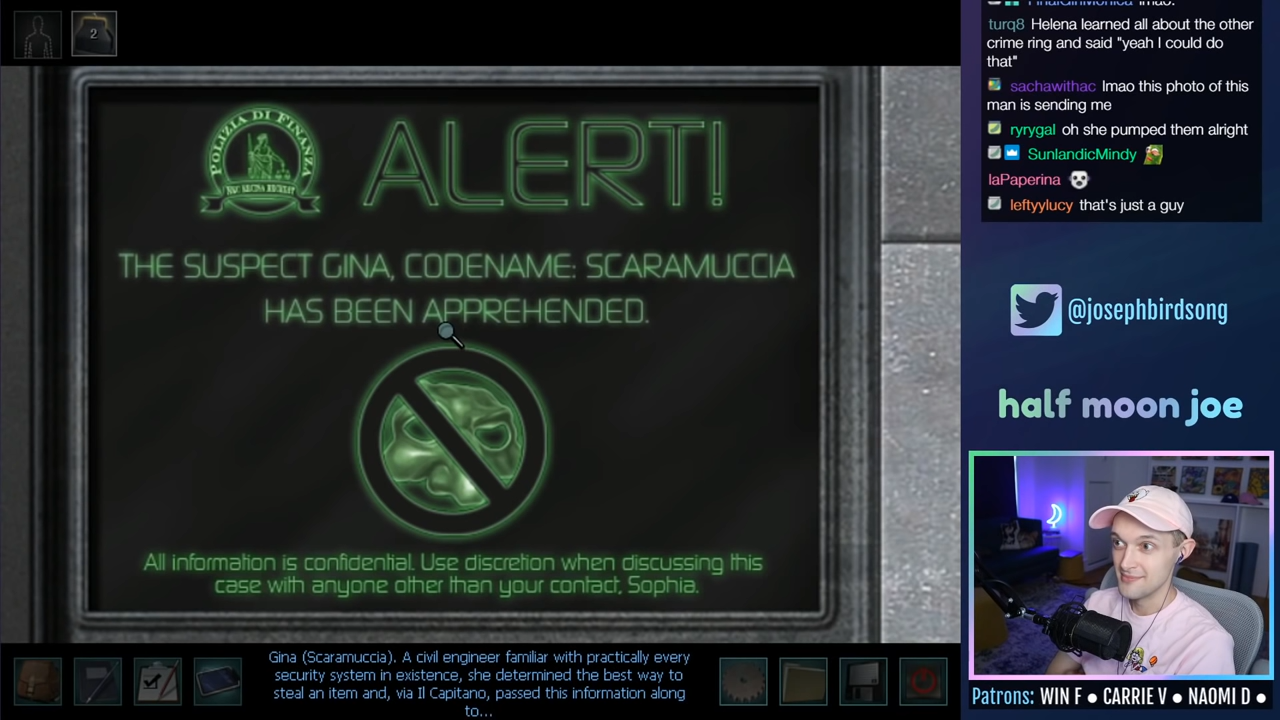 2
POLIZIA DI FINANZA
ALERT!
THE SUSPECT GINA, CODENAME: SCARAMUCCIA
HAS BEEN APPREHENDED.
All information is confidential. Use discretion when discussing this
case with anyone other than your contact, Sophia.
Gina (Scaramuccia). A civil engineer familiar with practically every
security system in existence, she determined the best way to
steal an item and, via Il Capitano, passed this information along
to...
turq8 Helena learned all about the other
crime ring and said "yeah I could do
that"
sachawithac lmao this photo of this
man is sending me
ryrygal oh she pumped them alright
SunlandicMindy
laPaperina
leftyylucy that's just a guy
@josephbirdsong
half moon joe
Patrons: WIN F ● CARRIE V ● NAOMI D ●